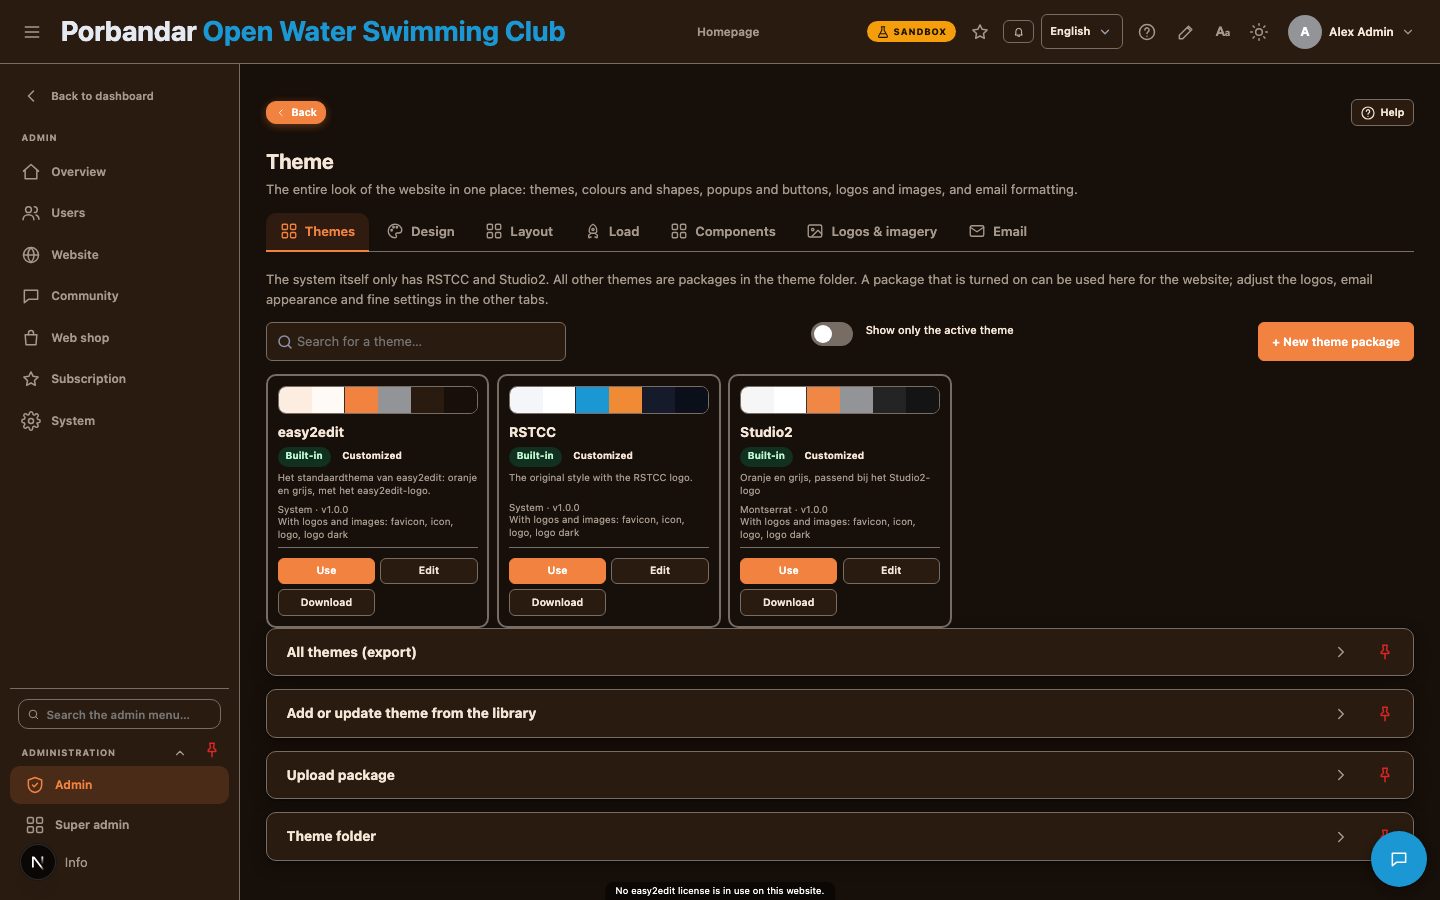 Porbandar Open Water Swimming Club
Homepage
SANDBOX
English
Aa
A
Alex Admin
Back to dashboard
ADMIN
Overview
Users
Website
Community
Web shop
Subscription
System
Search the admin menu...
ADMINISTRATION
Admin
Super admin
N
Info
Back
Help
Theme
The entire look of the website in one place: themes, colours and shapes, popups and buttons, logos and images, and email formatting.
Themes
Design
Layout
Load
Components
Logos & imagery
Email
The system itself only has RSTCC and Studio2. All other themes are packages in the theme folder. A package that is turned on can be used here for the website; adjust the logos, email
appearance and fine settings in the other tabs.
Search for a theme...
Show only the active theme
+ New theme package
easy2edit
Built-in
Customized
Het standaardthema van easy2edit: oranje
en grijs, met het easy2edit-logo.
System · v1.0.0
With logos and images: favicon, icon,
logo, logo dark
Use
Edit
Download
RSTCC
Built-in
Customized
The original style with the RSTCC logo.
System · v1.0.0
With logos and images: favicon, icon,
logo, logo dark
Use
Edit
Download
Studio2
Built-in
Customized
Oranje en grijs, passend bij het Studio2-
logo
Montserrat · v1.0.0
With logos and images: favicon, icon,
logo, logo dark
Use
Edit
Download
All themes (export)
Add or update theme from the library
Upload package
Theme folder
No easy2edit license is in use on this website.